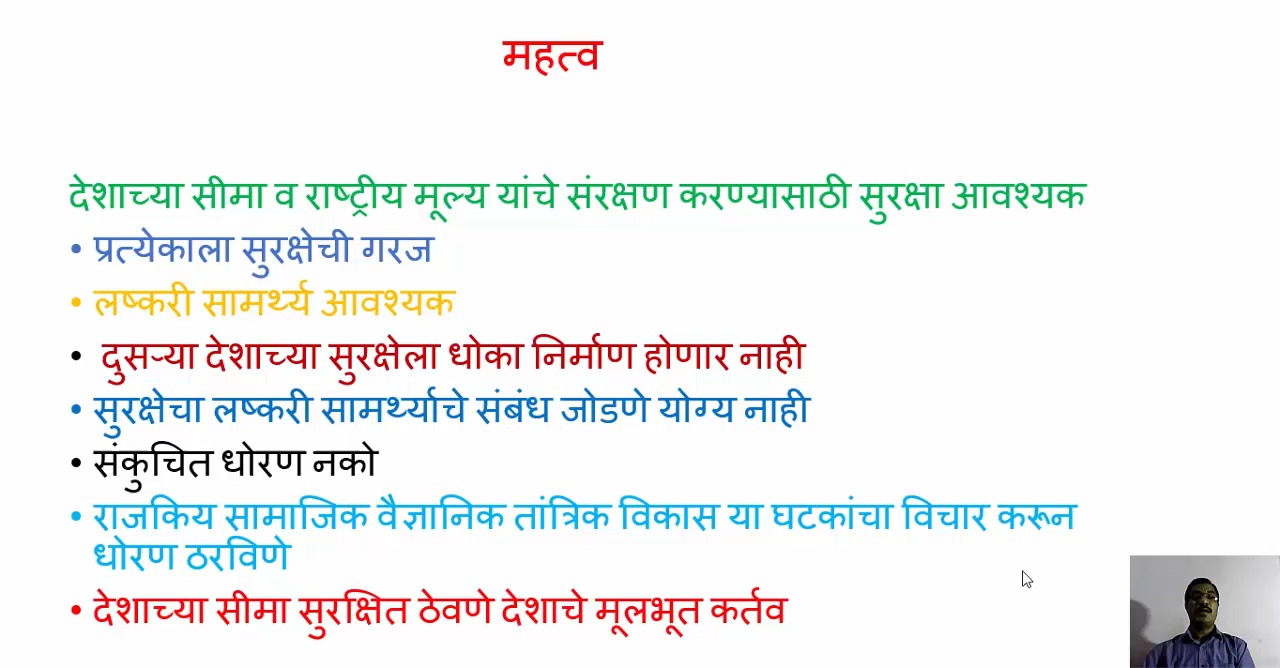 महत्व
देशाच्या सीमा व राष्ट्रीय मूल्य यांचे संरक्षण करण्यासाठी सुरक्षा आवश्यक
• प्रत्येकाला सुरक्षेची गरज
• लष्करी सामर्थ्य आवश्यक
• दुसऱ्या देशाच्या सुरक्षेला धोका निर्माण होणार नाही
• सुरक्षेचा लष्करी सामर्थ्याचे संबंध जोडणे योग्य नाही
• संकुचित धोरण नको
• राजकिय सामाजिक वैज्ञानिक तांत्रिक विकास या घटकांचा विचार करून
धोरण ठरविणे
• देशाच्या सीमा सुरक्षित ठेवणे देशाचे मूलभूत कर्तव